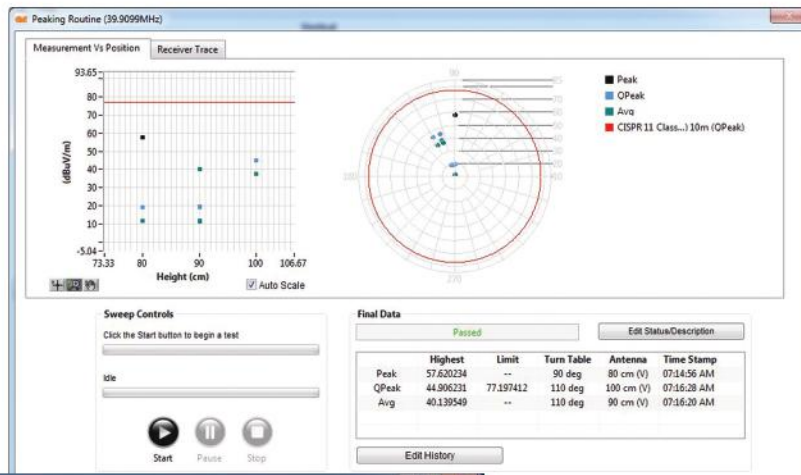 Peaking Routine (39.9099MHz)
Measurement Vs Position
Receiver Trace
93.65
80
70
60
50
40
30
20
10
-5.04
(dBuV/m)
73.33 80 90 100 106.67
Height (cm)
Auto Scale
90
180
270
Peak
QPeak
Avg
CISPR 11 Class...) 10m (QPeak)
Sweep Controls
Click the Start button to begin a test
Idle
Start Pause Stop
Final Data
Passed
Edit Status/Description
Highest Limit Turn Table Antenna Time Stamp
Peak 57.620234 -- 90 deg 80 cm (V) 07:14:56 AM
QPeak 44.906231 77.197412 110 deg 100 cm (V) 07:16:28 AM
Avg 40.139549 -- 110 deg 90 cm (V) 07:16:20 AM
Edit History